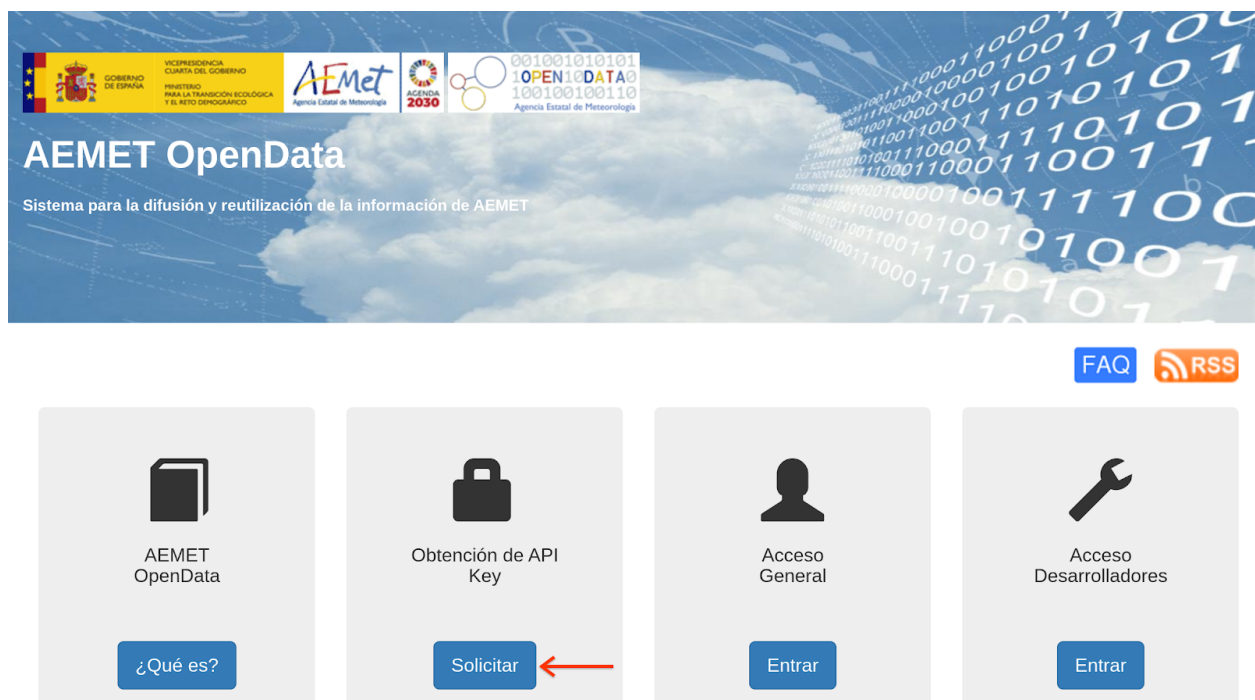 GOBIERNO
DE ESPAÑA
VICEPRESIDENCIA
CUARTA DEL GOBIERNO
MINISTERIO
PARA LA TRANSICIÓN ECOLÓGICA
Y EL RETO DEMOGRÁFICO
AEMet
Agencia Estatal de Meteorología
AGENDA
2030
001001010101
1OPEN10DATA0
100100100110
Agencia Estatal de Meteorología
AEMET OpenData
Sistema para la difusión y reutilización de la información de AEMET
FAQ
RSS
AEMET
OpenData
¿Qué es?
Obtención de API
Key
Solicitar
Acceso
General
Entrar
Acceso
Desarrolladores
Entrar